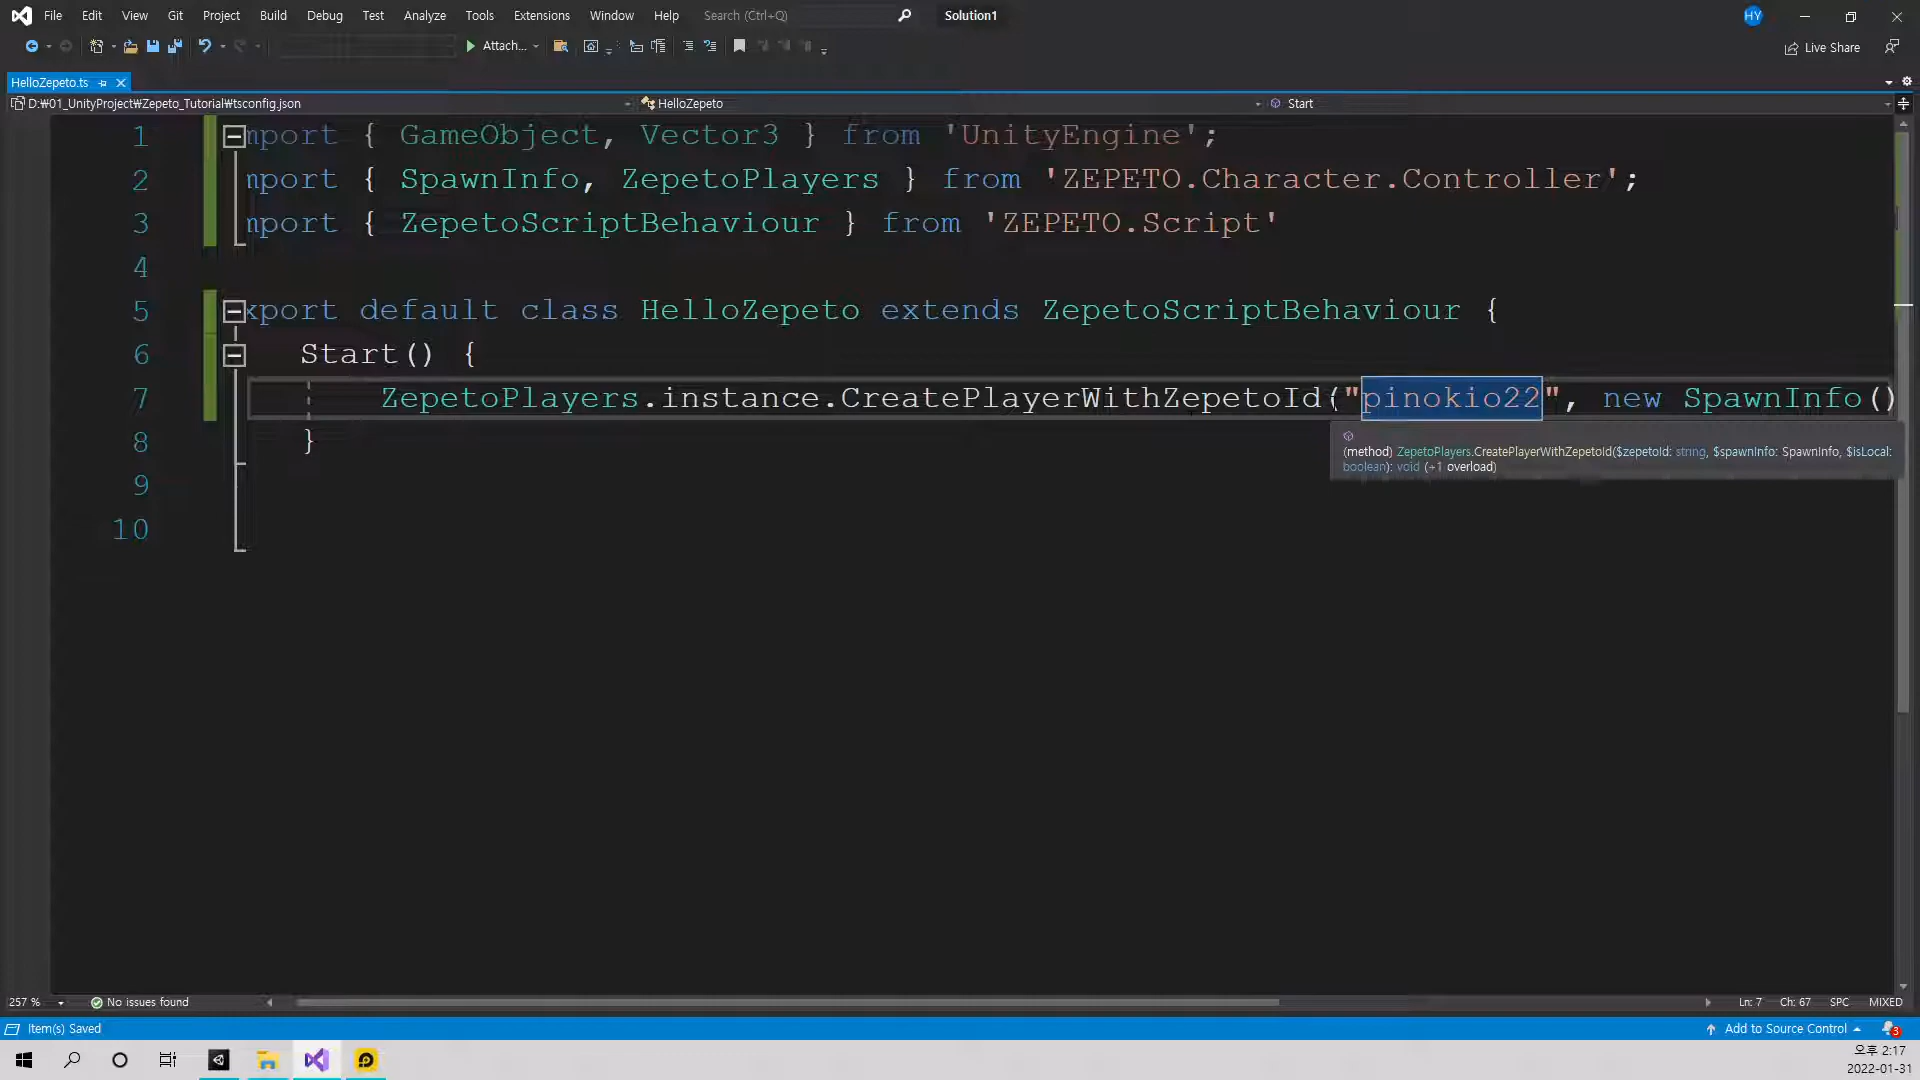 File Edit View Git Project Build Debug Test Analyze Tools Extensions Window Help Search (Ctrl+Q) Solution1 HY
Attach... Live Share
HelloZepeto.ts
D:₩01_UnityProject₩Zepeto_Tutorial₩tsconfig.json HelloZepeto Start
1 mport { GameObject, Vector3 } from 'UnityEngine';
2 mport { SpawnInfo, ZepetoPlayers } from 'ZEPETO.Character.Controller';
3 mport { ZepetoScriptBehaviour } from 'ZEPETO.Script'
4
5 xport default class HelloZepeto extends ZepetoScriptBehaviour {
6 Start() {
7 ZepetoPlayers.instance.CreatePlayerWithZepetoId("pinokio22", new SpawnInfo()
(method) ZepetoPlayers.CreatePlayerWithZepetoId($zepetoId: string, $spawnInfo: SpawnInfo, $isLocal:
boolean): void (+1 overload)
8 }
9
10
257 % No issues found Ln: 7 Ch: 67 SPC MIXED
Item(s) Saved Add to Source Control 3
오후 2:17
2022-01-31